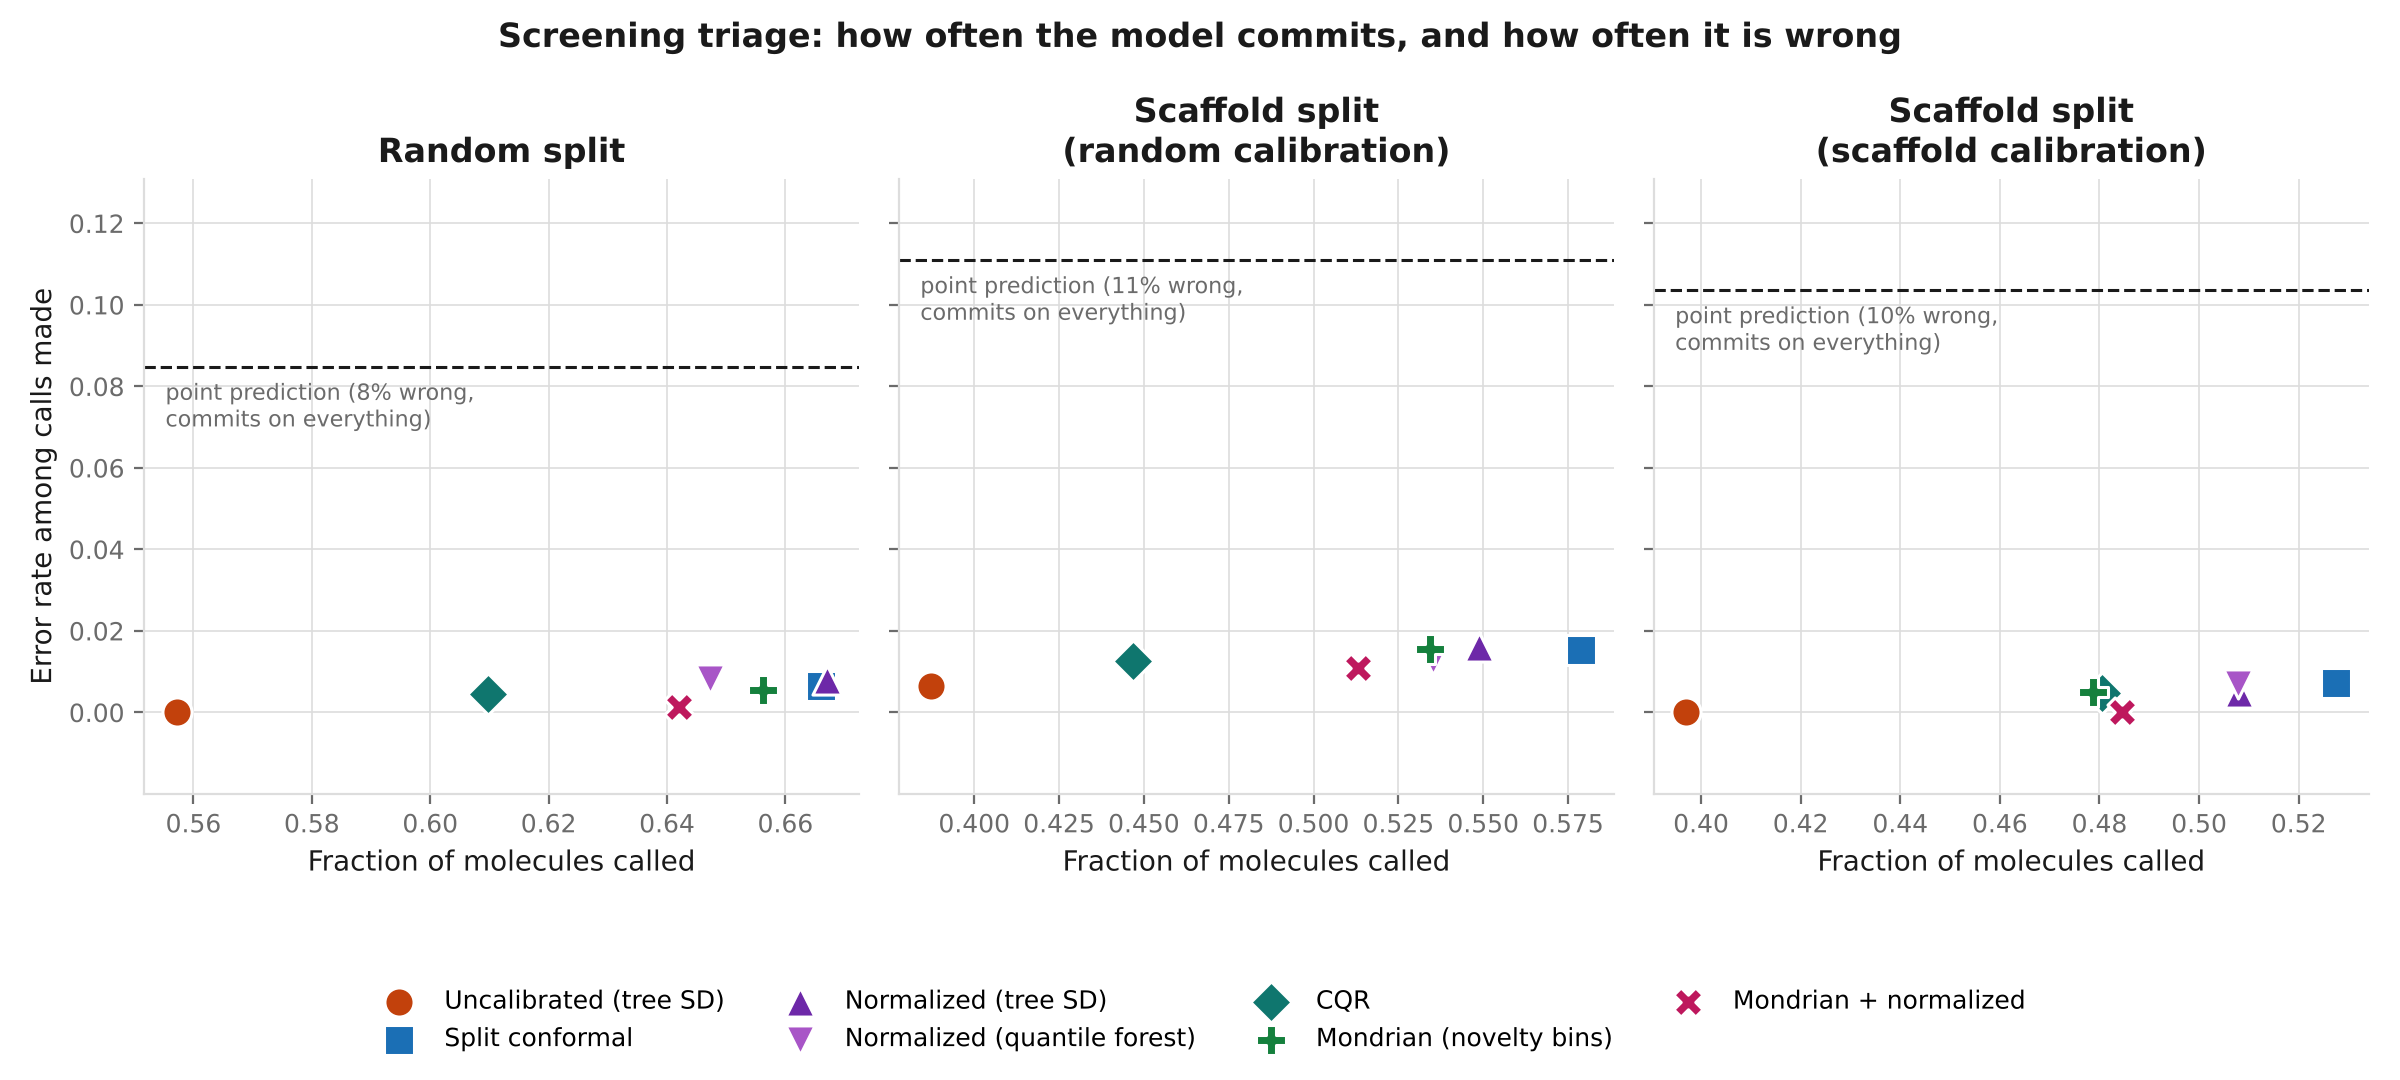 Screening triage: how often the model commits, and how often it is wrong
Random split
Scaffold split
(random calibration)
Scaffold split
(scaffold calibration)
Error rate among calls made
0.12
0.10
0.08
0.06
0.04
0.02
0.00
point prediction (8% wrong,
commits on everything)
point prediction (11% wrong,
commits on everything)
point prediction (10% wrong,
commits on everything)
0.56 0.58 0.60 0.62 0.64 0.66
0.400 0.425 0.450 0.475 0.500 0.525 0.550 0.575
0.40 0.42 0.44 0.46 0.48 0.50 0.52
Fraction of molecules called
Fraction of molecules called
Fraction of molecules called
Uncalibrated (tree SD)
Split conformal
Normalized (tree SD)
Normalized (quantile forest)
CQR
Mondrian (novelty bins)
Mondrian + normalized